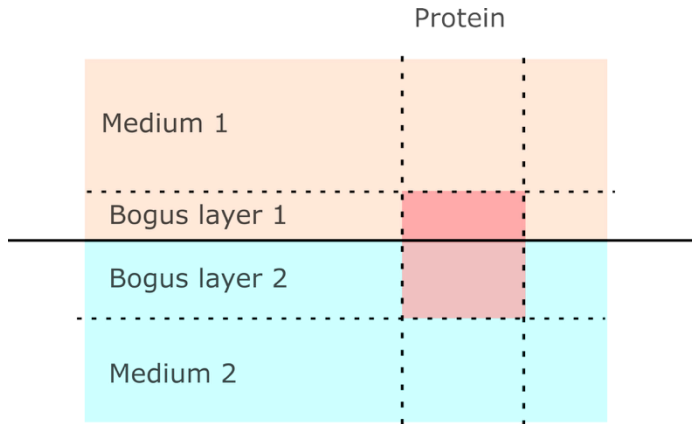 Protein
Medium 1
Bogus layer 1
Bogus layer 2
Medium 2